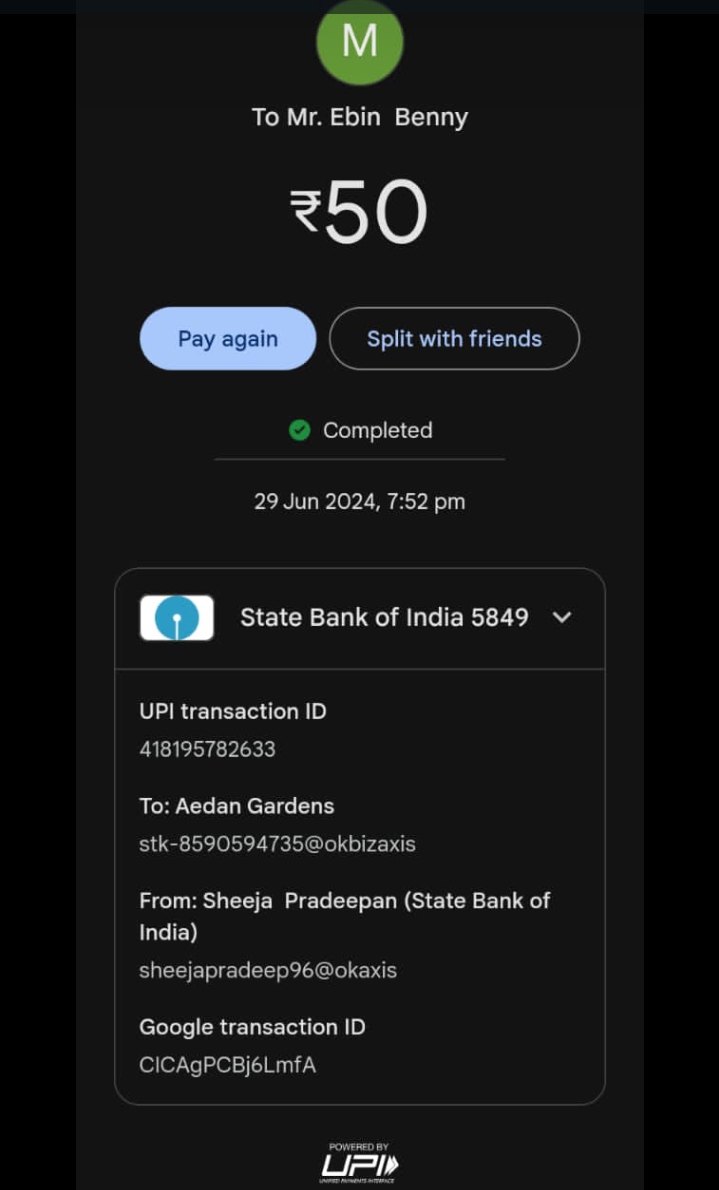 M
To Mr. Ebin Benny
₹50
Pay again
Split with friends
Completed
29 Jun 2024, 7:52 pm
State Bank of India 5849
UPI transaction ID
418195782633
To: Aedan Gardens
stk-8590594735@okbizaxis
From: Sheeja Pradeepan (State Bank of
India)
sheejapradeep96@okaxis
Google transaction ID
CICAgPCBj6LmfA
POWERED BY
UPI
UNIFIED PAYMENTS INTERFACE